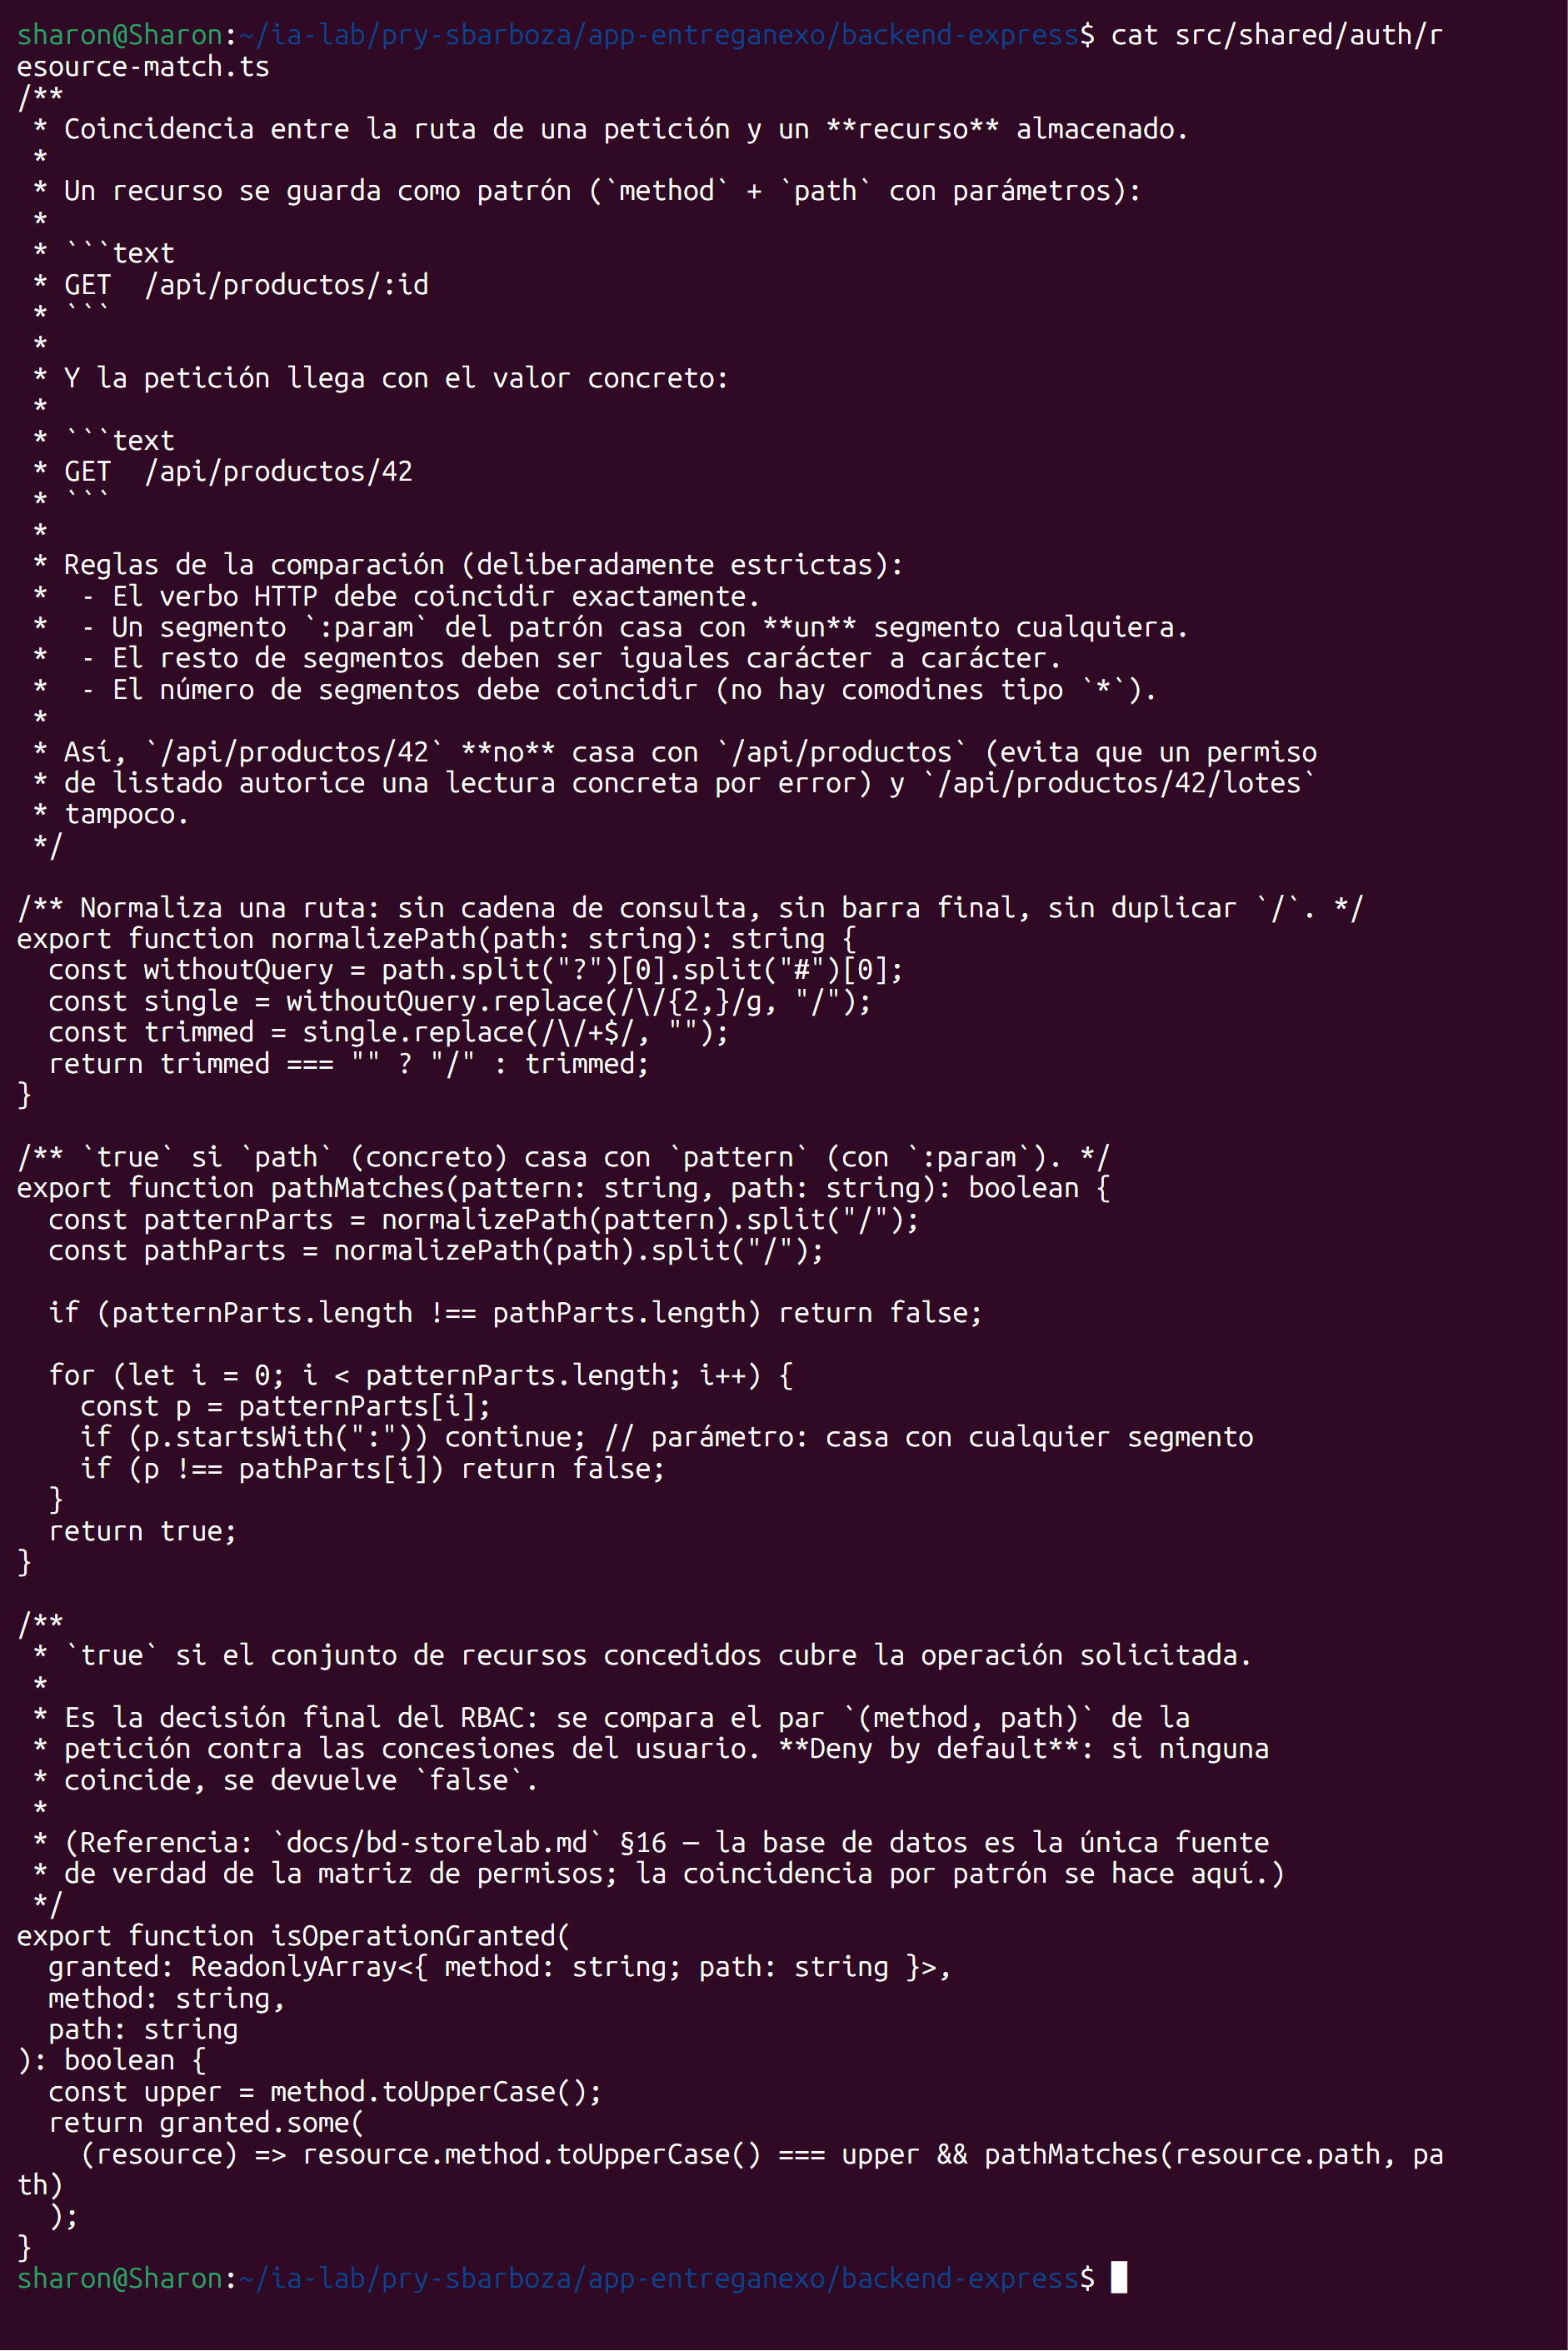 sharon@Sharon:~/ia-lab/pry-sbarboza/app-entreganexo/backend-express$ cat src/shared/auth/r
esource-match.ts
/**
 * Coincidencia entre la ruta de una petición y un **recurso** almacenado.
 *
 * Un recurso se guarda como patrón (`method` + `path` con parámetros):
 *
 * ```text
 * GET  /api/productos/:id
 * ```
 *
 * Y la petición llega con el valor concreto:
 *
 * ```text
 * GET  /api/productos/42
 * ```
 *
 * Reglas de la comparación (deliberadamente estrictas):
 *  - El verbo HTTP debe coincidir exactamente.
 *  - Un segmento `:param` del patrón casa con **un** segmento cualquiera.
 *  - El resto de segmentos deben ser iguales carácter a carácter.
 *  - El número de segmentos debe coincidir (no hay comodines tipo `*`).
 *
 * Así, `/api/productos/42` **no** casa con `/api/productos` (evita que un permiso
 * de listado autorice una lectura concreta por error) y `/api/productos/42/lotes`
 * tampoco.
 */

/** Normaliza una ruta: sin cadena de consulta, sin barra final, sin duplicar `/`. */
export function normalizePath(path: string): string {
  const withoutQuery = path.split("?")[0].split("#")[0];
  const single = withoutQuery.replace(/\/{2,}/g, "/");
  const trimmed = single.replace(/\/+$/, "");
  return trimmed === "" ? "/" : trimmed;
}

/** `true` si `path` (concreto) casa con `pattern` (con `:param`). */
export function pathMatches(pattern: string, path: string): boolean {
  const patternParts = normalizePath(pattern).split("/");
  const pathParts = normalizePath(path).split("/");

  if (patternParts.length !== pathParts.length) return false;

  for (let i = 0; i < patternParts.length; i++) {
    const p = patternParts[i];
    if (p.startsWith(":")) continue; // parámetro: casa con cualquier segmento
    if (p !== pathParts[i]) return false;
  }
  return true;
}

/**
 * `true` si el conjunto de recursos concedidos cubre la operación solicitada.
 *
 * Es la decisión final del RBAC: se compara el par `(method, path)` de la
 * petición contra las concesiones del usuario. **Deny by default**: si ninguna
 * coincide, se devuelve `false`.
 *
 * (Referencia: `docs/bd-storelab.md` §16 — la base de datos es la única fuente
 * de verdad de la matriz de permisos; la coincidencia por patrón se hace aquí.)
 */
export function isOperationGranted(
  granted: ReadonlyArray<{ method: string; path: string }>,
  method: string,
  path: string
): boolean {
  const upper = method.toUpperCase();
  return granted.some(
    (resource) => resource.method.toUpperCase() === upper && pathMatches(resource.path, pa
th)
  );
}
sharon@Sharon:~/ia-lab/pry-sbarboza/app-entreganexo/backend-express$